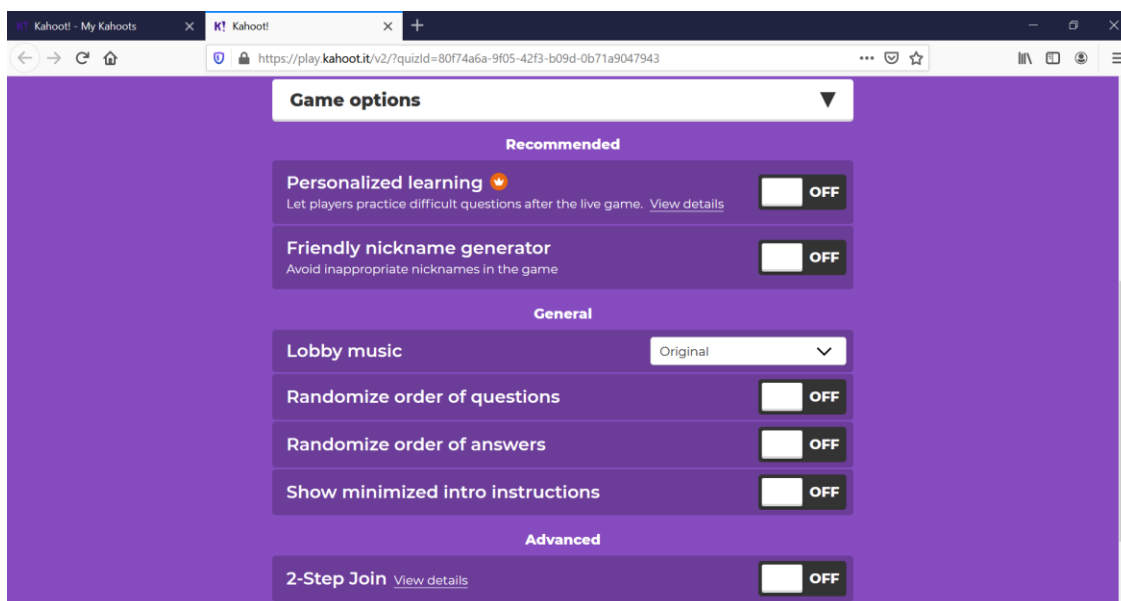 K! Kahoot! - My Kahoots
K! Kahoot!
https://play.kahoot.it/v2/?quizId=80f74a6a-9f05-42f3-b09d-0b71a9047943
Game options
Recommended
Personalized learning
OFF
Let players practice difficult questions after the live game. View details
Friendly nickname generator
OFF
Avoid inappropriate nicknames in the game
General
Lobby music Original
Randomize order of questions OFF
Randomize order of answers OFF
Show minimized intro instructions OFF
Advanced
2-Step Join View details OFF